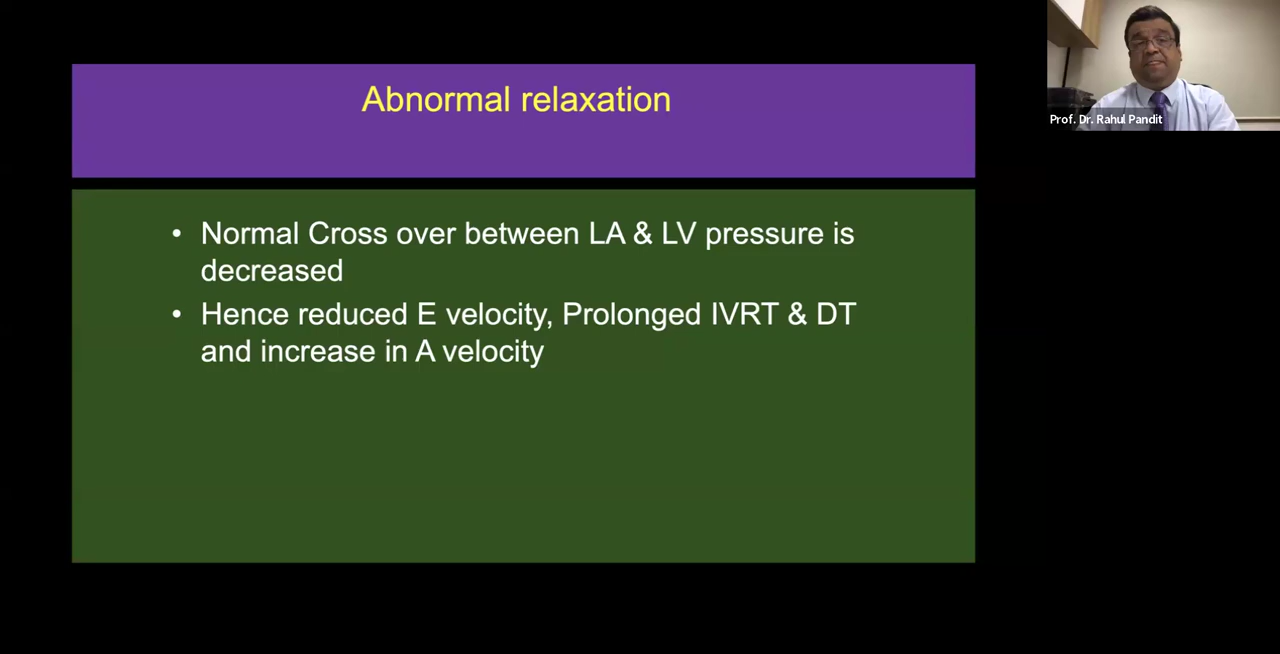 Abnormal relaxation
Prof. Dr. Rahul Pandit
• Normal Cross over between LA & LV pressure is
decreased
• Hence reduced E velocity, Prolonged IVRT & DT
and increase in A velocity